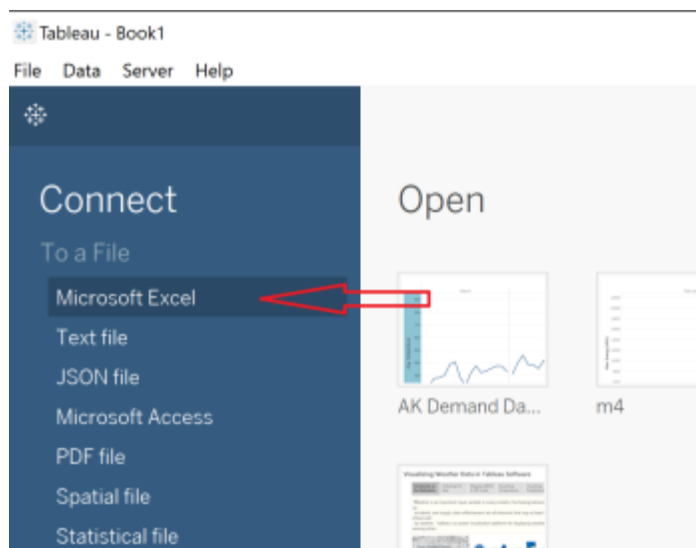 Tableau - Book1
File Data Server Help
Connect
To a File
Microsoft Excel
Text file
JSON file
Microsoft Access
PDF file
Spatial file
Statistical file
Open
AK Demand Da...
m4
Visualizing Weather Data in Tableau Software